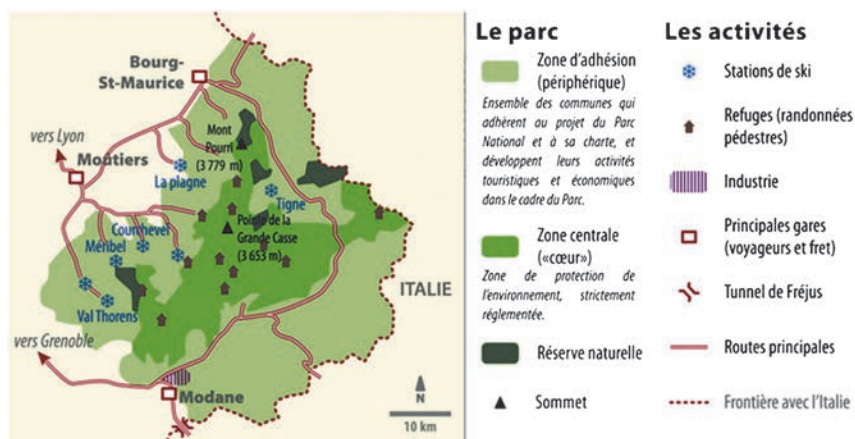 Bourg-
St-Maurice
vers Lyon
Moûtiers
Mont
Pourri
(3 779 m)
La plagne
Tigne
Courchevel
Pointe de la
Grande Casse
(3 653 m)
Méribel
ITALIE
Val Thorens
vers Grenoble
Modane
N
10 km
Le parc
Zone d'adhésion
(périphérique)
Ensemble des communes qui
adhèrent au projet du Parc
National et à sa charte, et
développent leurs activités
touristiques et économiques
dans le cadre du Parc.
Zone centrale
(«cœur»)
Zone de protection de
l'environnement, strictement
réglementée.
Réserve naturelle
Sommet
Les activités
Stations de ski
Refuges (randonnées
pédestres)
Industrie
Principales gares
(voyageurs et fret)
Tunnel de Fréjus
Routes principales
Frontière avec l'Italie